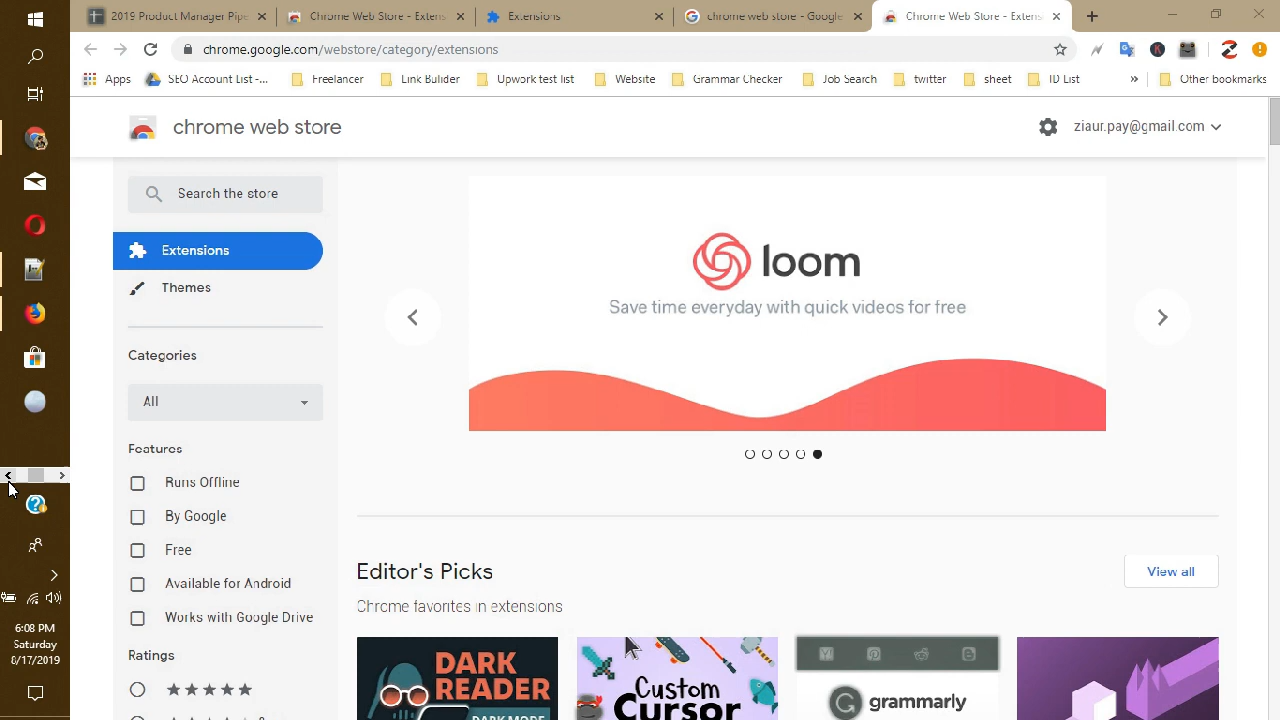 2019 Product Manager Pipe
Chrome Web Store - Extens
Extensions
chrome web store - Google
Chrome Web Store - Extens
chrome.google.com/webstore/category/extensions
Apps
SEO Account List -...
Freelancer
Link Builder
Upwork test list
Website
Grammar Checker
Job search
twitter
sheet
ID List
»
Other bookmarks
chrome web store
ziaur.pay@gmail.com
Search the store
Extensions
Themes
Categories
All
Features
Runs Offline
By Google
Free
Available for Android
Works with Google Drive
Ratings
loom
Save time everyday with quick videos for free
Editor's Picks
View all
Chrome favorites in extensions
DARK
READER
DARK MODE
Custom
Cursor
grammarly
6:08 PM
Saturday
8/17/2019